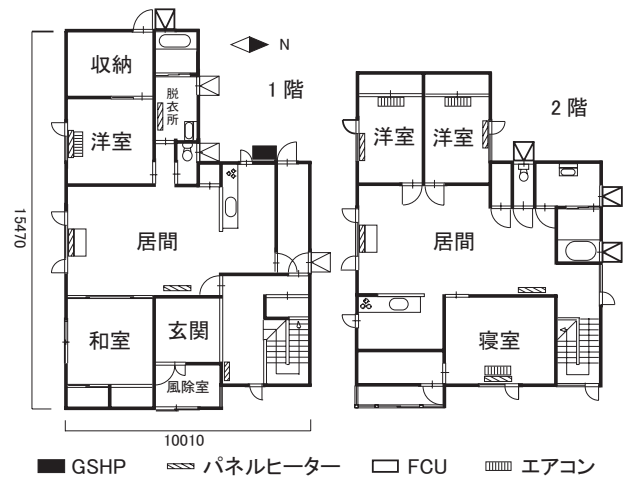 N
1階
収納
脱衣所
洋室
居間
和室
玄関
風除室
15470
10010
2階
洋室
洋室
居間
寝室
GSHP
パネルヒーター
FCU
エアコン